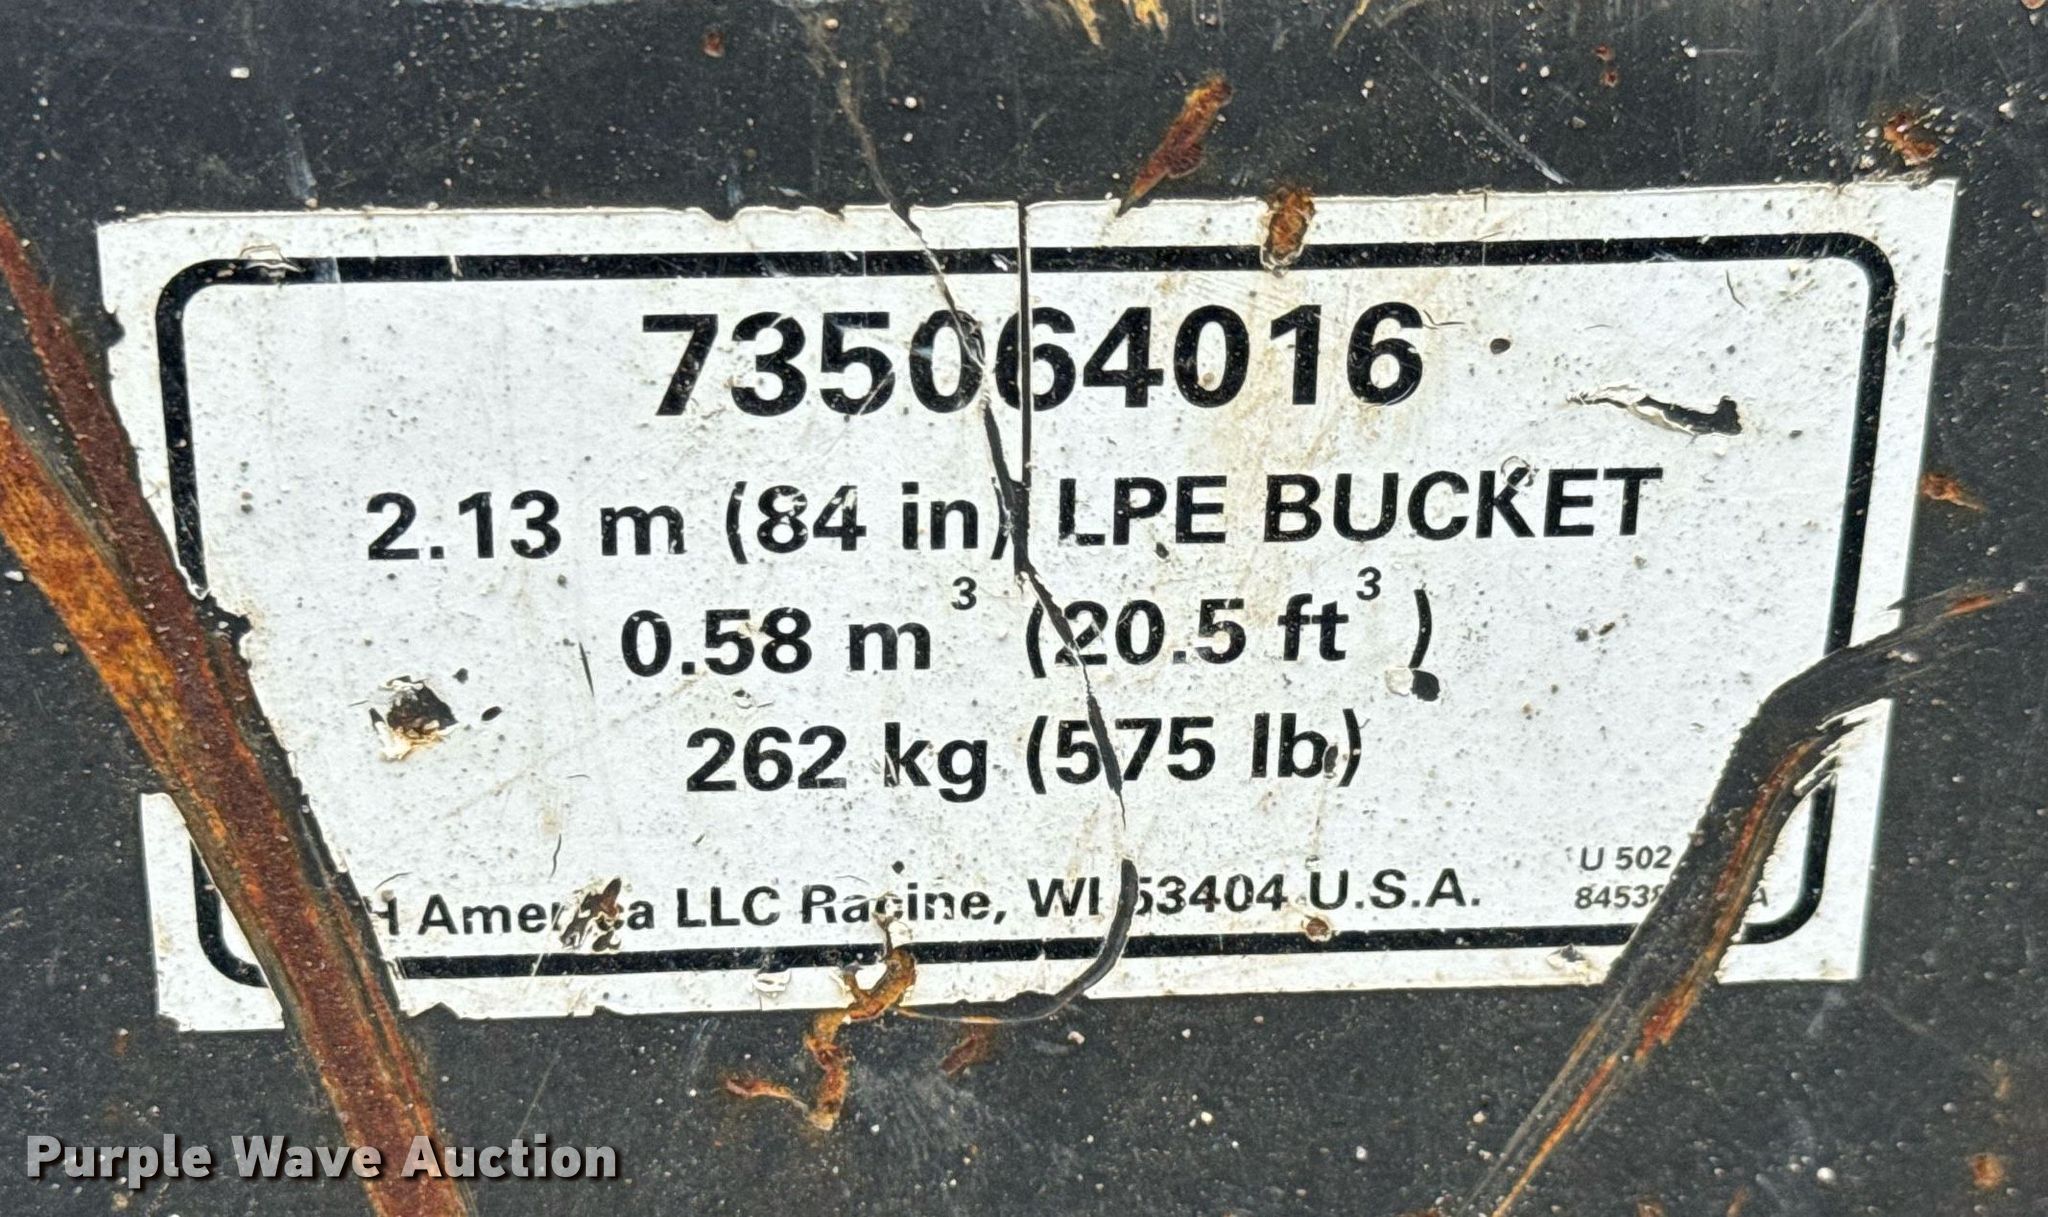 735064016
2.13 m (84 in) LPE BUCKET
0.58 m³ (20.5 ft³)
262 kg (575 lb)
America LLC Racine, WI 53404 U.S.A.
U 502
Purple Wave Auction